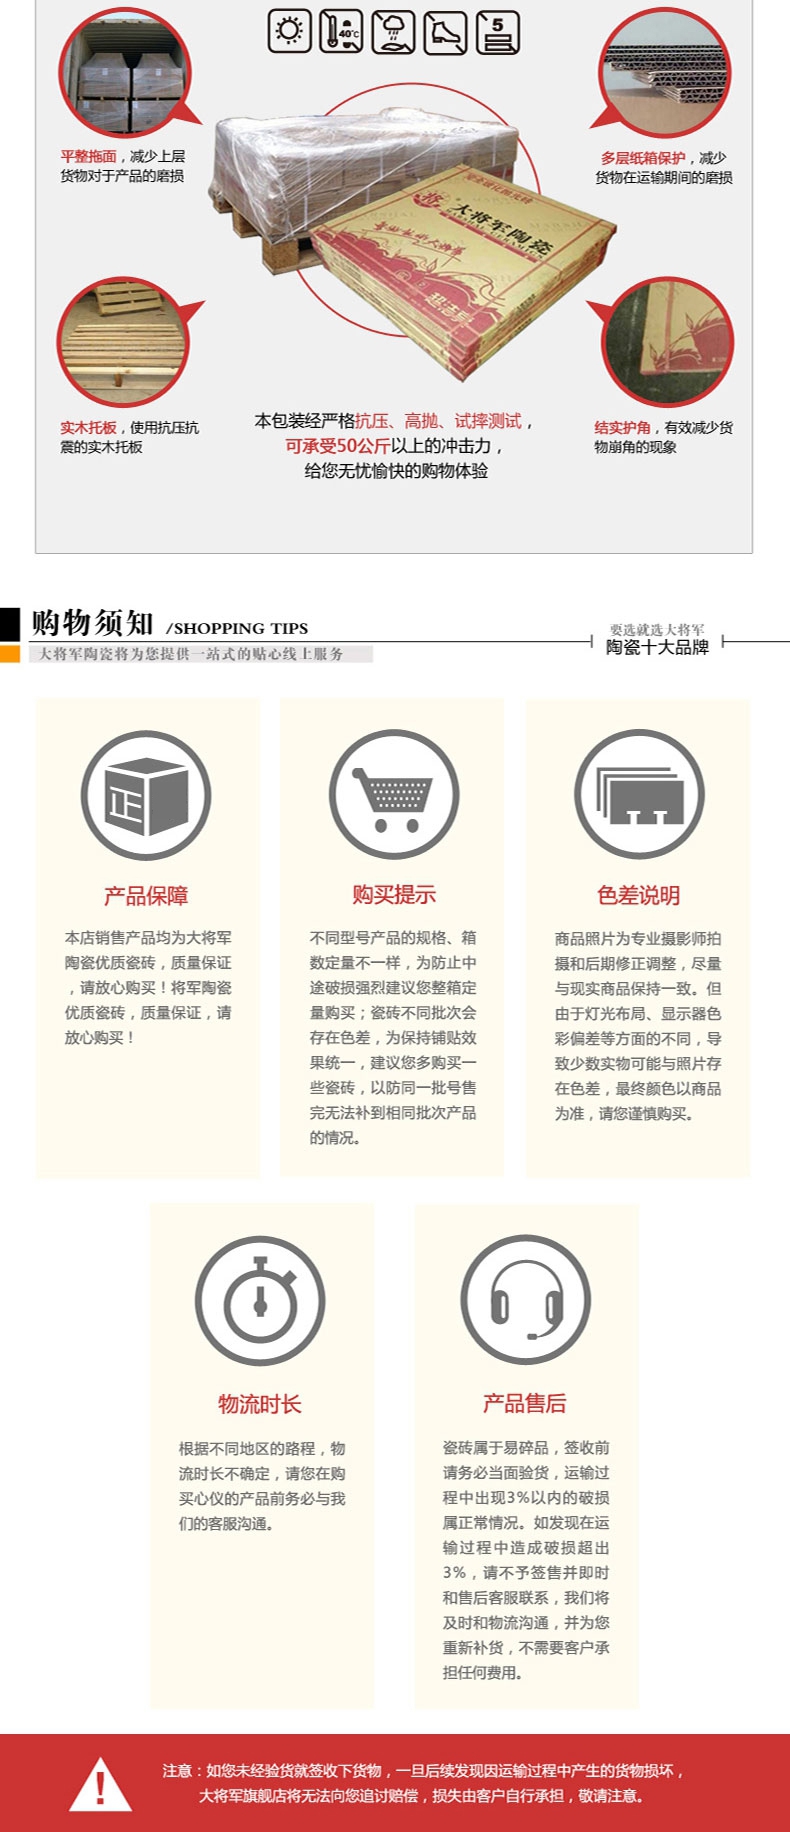 40℃
5
平整拖面，减少上层
货物对于产品的磨损
多层纸箱保护，减少
货物在运输期间的磨损
大将军陶瓷
超洁亮
实木托板，使用抗压抗
震的实木托板
本包装经严格抗压、高抛、试摔测试，
可承受50公斤以上的冲击力，
给您无忧愉快的购物体验
结实护角，有效减少货
物崩角的现象
购物须知 /SHOPPING TIPS
大将军陶瓷将为您提供一站式的贴心线上服务
要选就选大将军
陶瓷十大品牌
正
产品保障
本店销售产品均为大将军
陶瓷优质瓷砖，质量保证
，请放心购买！将军陶瓷
优质瓷砖，质量保证，请
放心购买！
购买提示
不同型号产品的规格、箱
数定量不一样，为防止中
途破损强烈建议您整箱定
量购买；瓷砖不同批次会
存在色差，为保持铺贴效
果统一，建议您多购买一
些瓷砖，以防同一批号售
完无法补到相同批次产品
的情况。
色差说明
商品照片为专业摄影师拍
摄和后期修正调整，尽量
与现实商品保持一致。但
由于灯光布局、显示器色
彩偏差等方面的不同，导
致少数实物可能与照片存
在色差，最终颜色以商品
为准，请您谨慎购买。
物流时长
根据不同地区的路程，物
流时长不确定，请您在购
买心仪的产品前务必与我
们的客服沟通。
产品售后
瓷砖属于易碎品，签收前
请务必当面验货，运输过
程中出现3%以内的破损
属正常情况。如发现在运
输过程中造成破损超出
3%，请不予签售并即时
和售后客服联系，我们将
及时和物流沟通，并为您
重新补货，不需要客户承
担任何费用。
注意：如您未经验货就签收下货物，一旦后续发现因运输过程中产生的货物损坏，
大将军旗舰店将无法向您追讨赔偿，损失由客户自行承担，敬请注意。